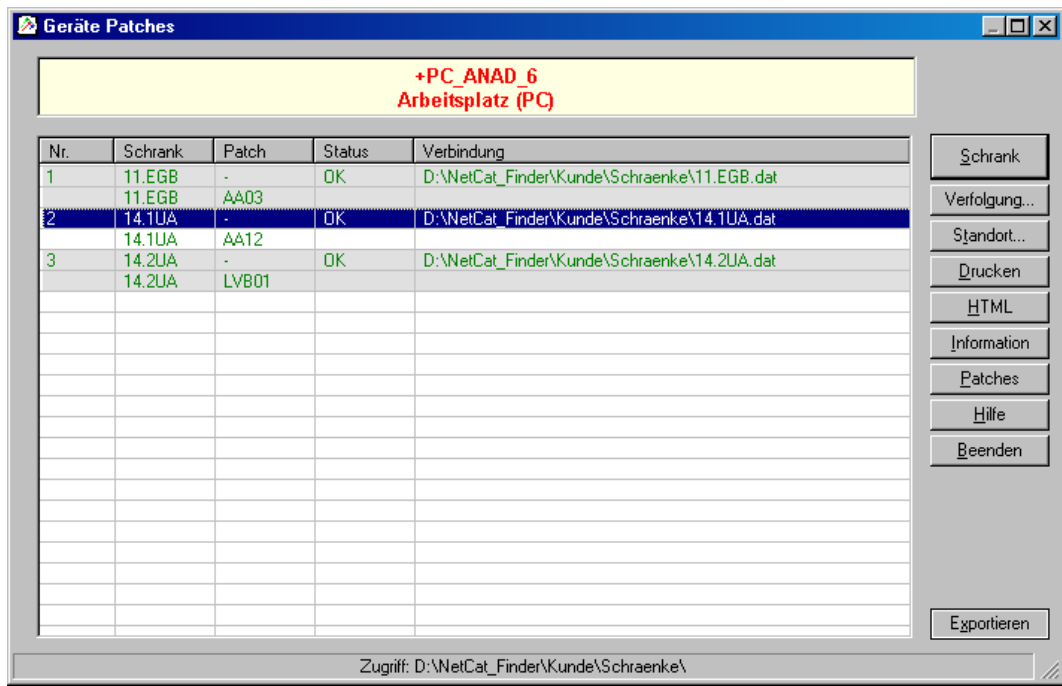 Geräte Patches
+PC_ANAD_6
Arbeitsplatz (PC)
Nr. Schrank Patch Status Verbindung
1 11.EGB - OK D:\NetCat_Finder\Kunde\Schraenke\11.EGB.dat
11.EGB AA03
2 14.1UA - OK D:\NetCat_Finder\Kunde\Schraenke\14.1UA.dat
14.1UA AA12
3 14.2UA - OK D:\NetCat_Finder\Kunde\Schraenke\14.2UA.dat
14.2UA LVB01
Schrank
Verfolgung...
Standort...
Drucken
HTML
Information
Patches
Hilfe
Beenden
Exportieren
Zugriff: D:\NetCat_Finder\Kunde\Schraenke\